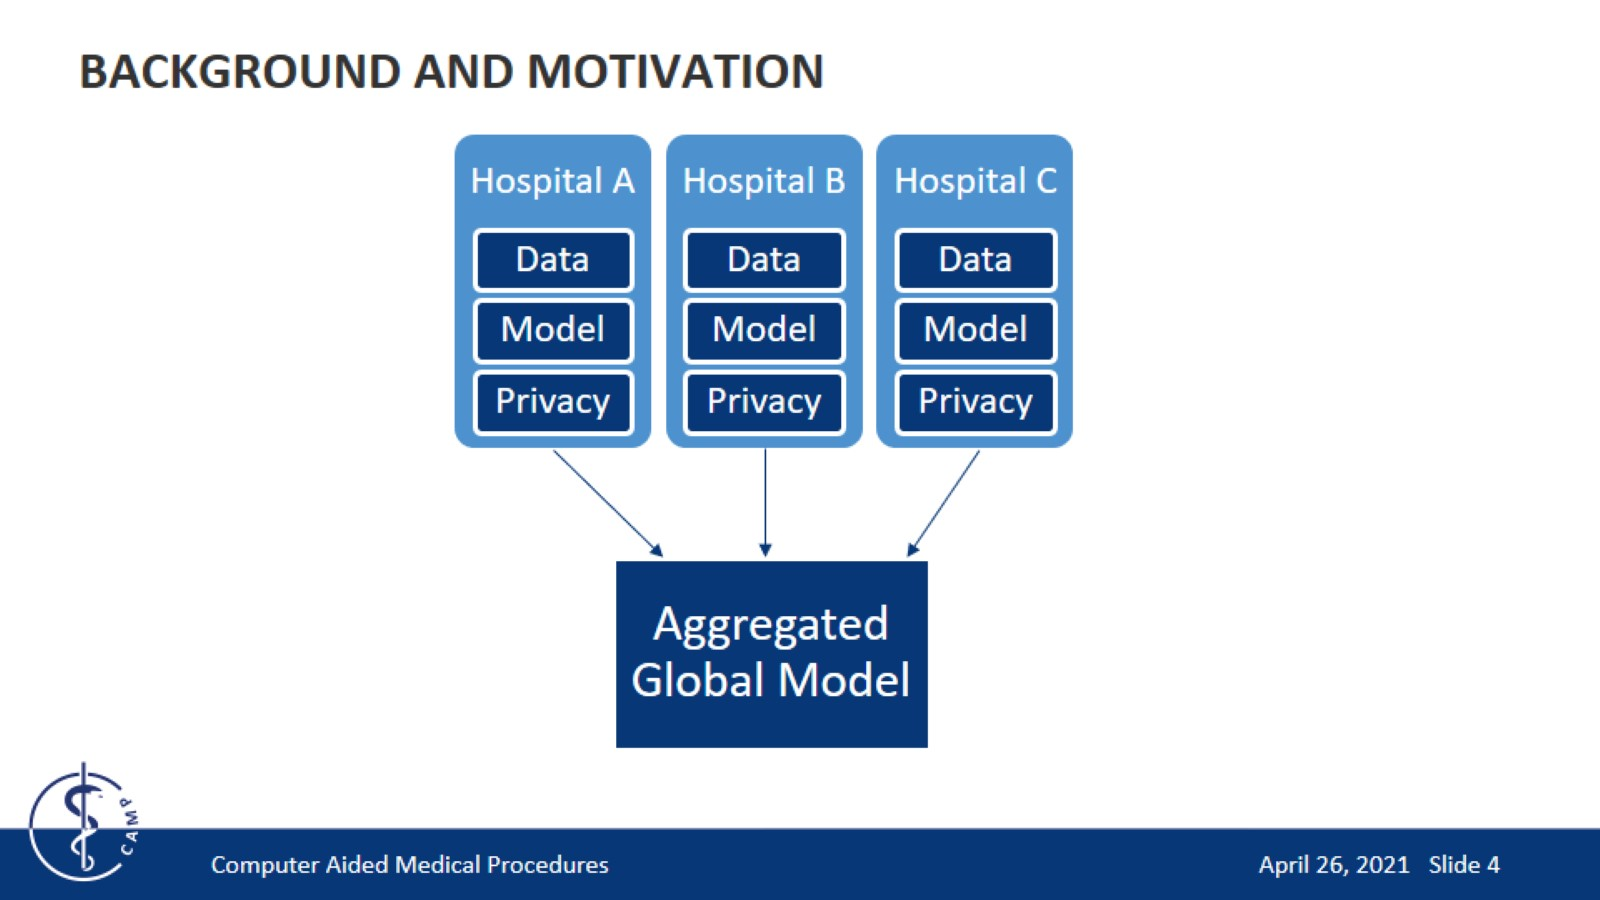 BACKGROUND AND MOTIVATION
Hospital A
Data
Model
Privacy
Hospital B
Data
Model
Privacy
Hospital C
Data
Model
Privacy
Aggregated
Global Model
CAMP
Computer Aided Medical Procedures
April 26, 2021 Slide 4